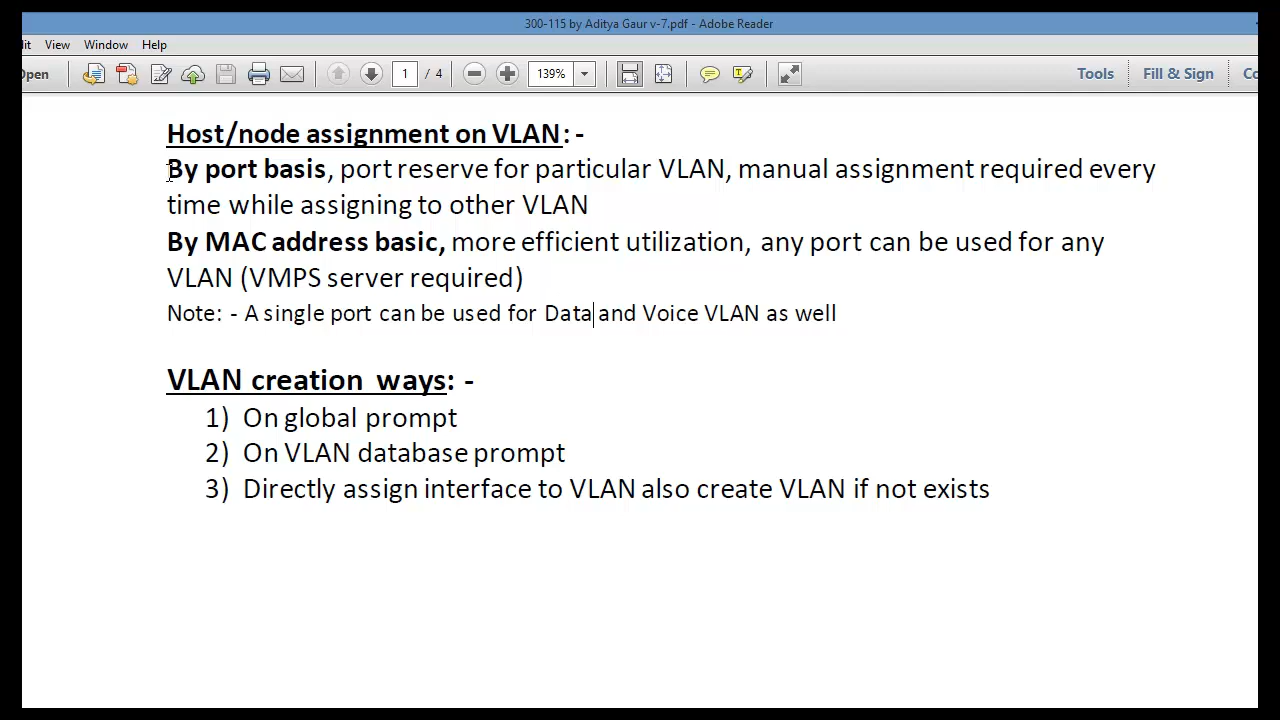 300-115 by Aditya Gaur v-7.pdf - Adobe Reader
it View Window Help
pen 1 / 4 139% Tools Fill & Sign Co
Host/node assignment on VLAN: -
By port basis, port reserve for particular VLAN, manual assignment required every
time while assigning to other VLAN
By MAC address basic, more efficient utilization, any port can be used for any
VLAN (VMPS server required)
Note: - A single port can be used for Data and Voice VLAN as well
VLAN creation ways: -
1) On global prompt
2) On VLAN database prompt
3) Directly assign interface to VLAN also create VLAN if not exists